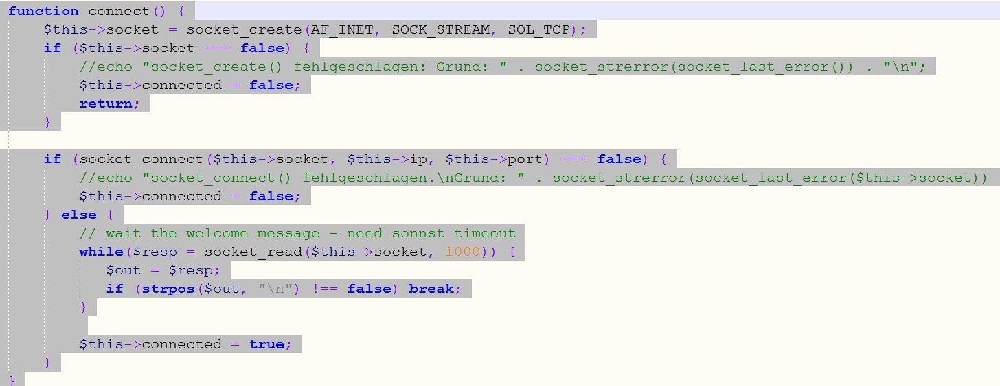 function connect() {
    $this->socket = socket_create(AF_INET, SOCK_STREAM, SOL_TCP);
    if ($this->socket === false) {
        //echo "socket_create() fehlgeschlagen: Grund: " . socket_strerror(socket_last_error()) . "\n";
        $this->connected = false;
        return;
    }

    if (socket_connect($this->socket, $this->ip, $this->port) === false) {
        //echo "socket_connect() fehlgeschlagen.\nGrund: " . socket_strerror(socket_last_error($this->socket))
        $this->connected = false;
    } else {
        // wait the welcome message - need sonnst timeout
        while($resp = socket_read($this->socket, 1000)) {
           $out = $resp;
           if (strpos($out, "\n") !== false) break;
        }

        $this->connected = true;
    }
}